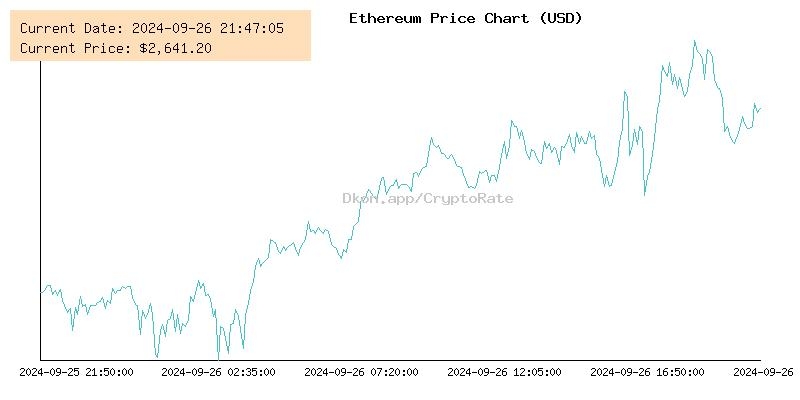 Ethereum Price Chart (USD)
Current Date: 2024-09-26 21:47:05
Current Price: $2,641.20
Dkon.app/CryptoRate
2024-09-25 21:50:00 2024-09-26 02:35:00 2024-09-26 07:20:00 2024-09-26 12:05:00 2024-09-26 16:50:00 2024-09-26